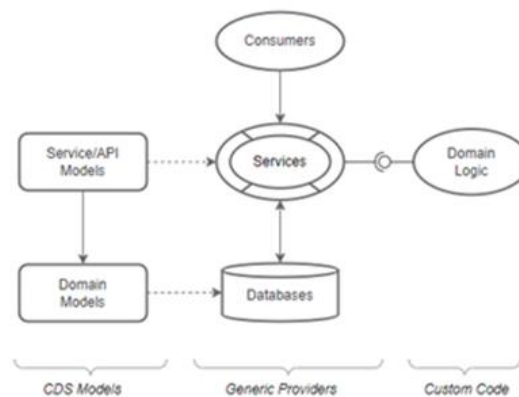 Consumers
Service/API
Models
Services
Domain
Logic
Domain
Models
Databases
CDS Models
Generic Providers
Custom Code